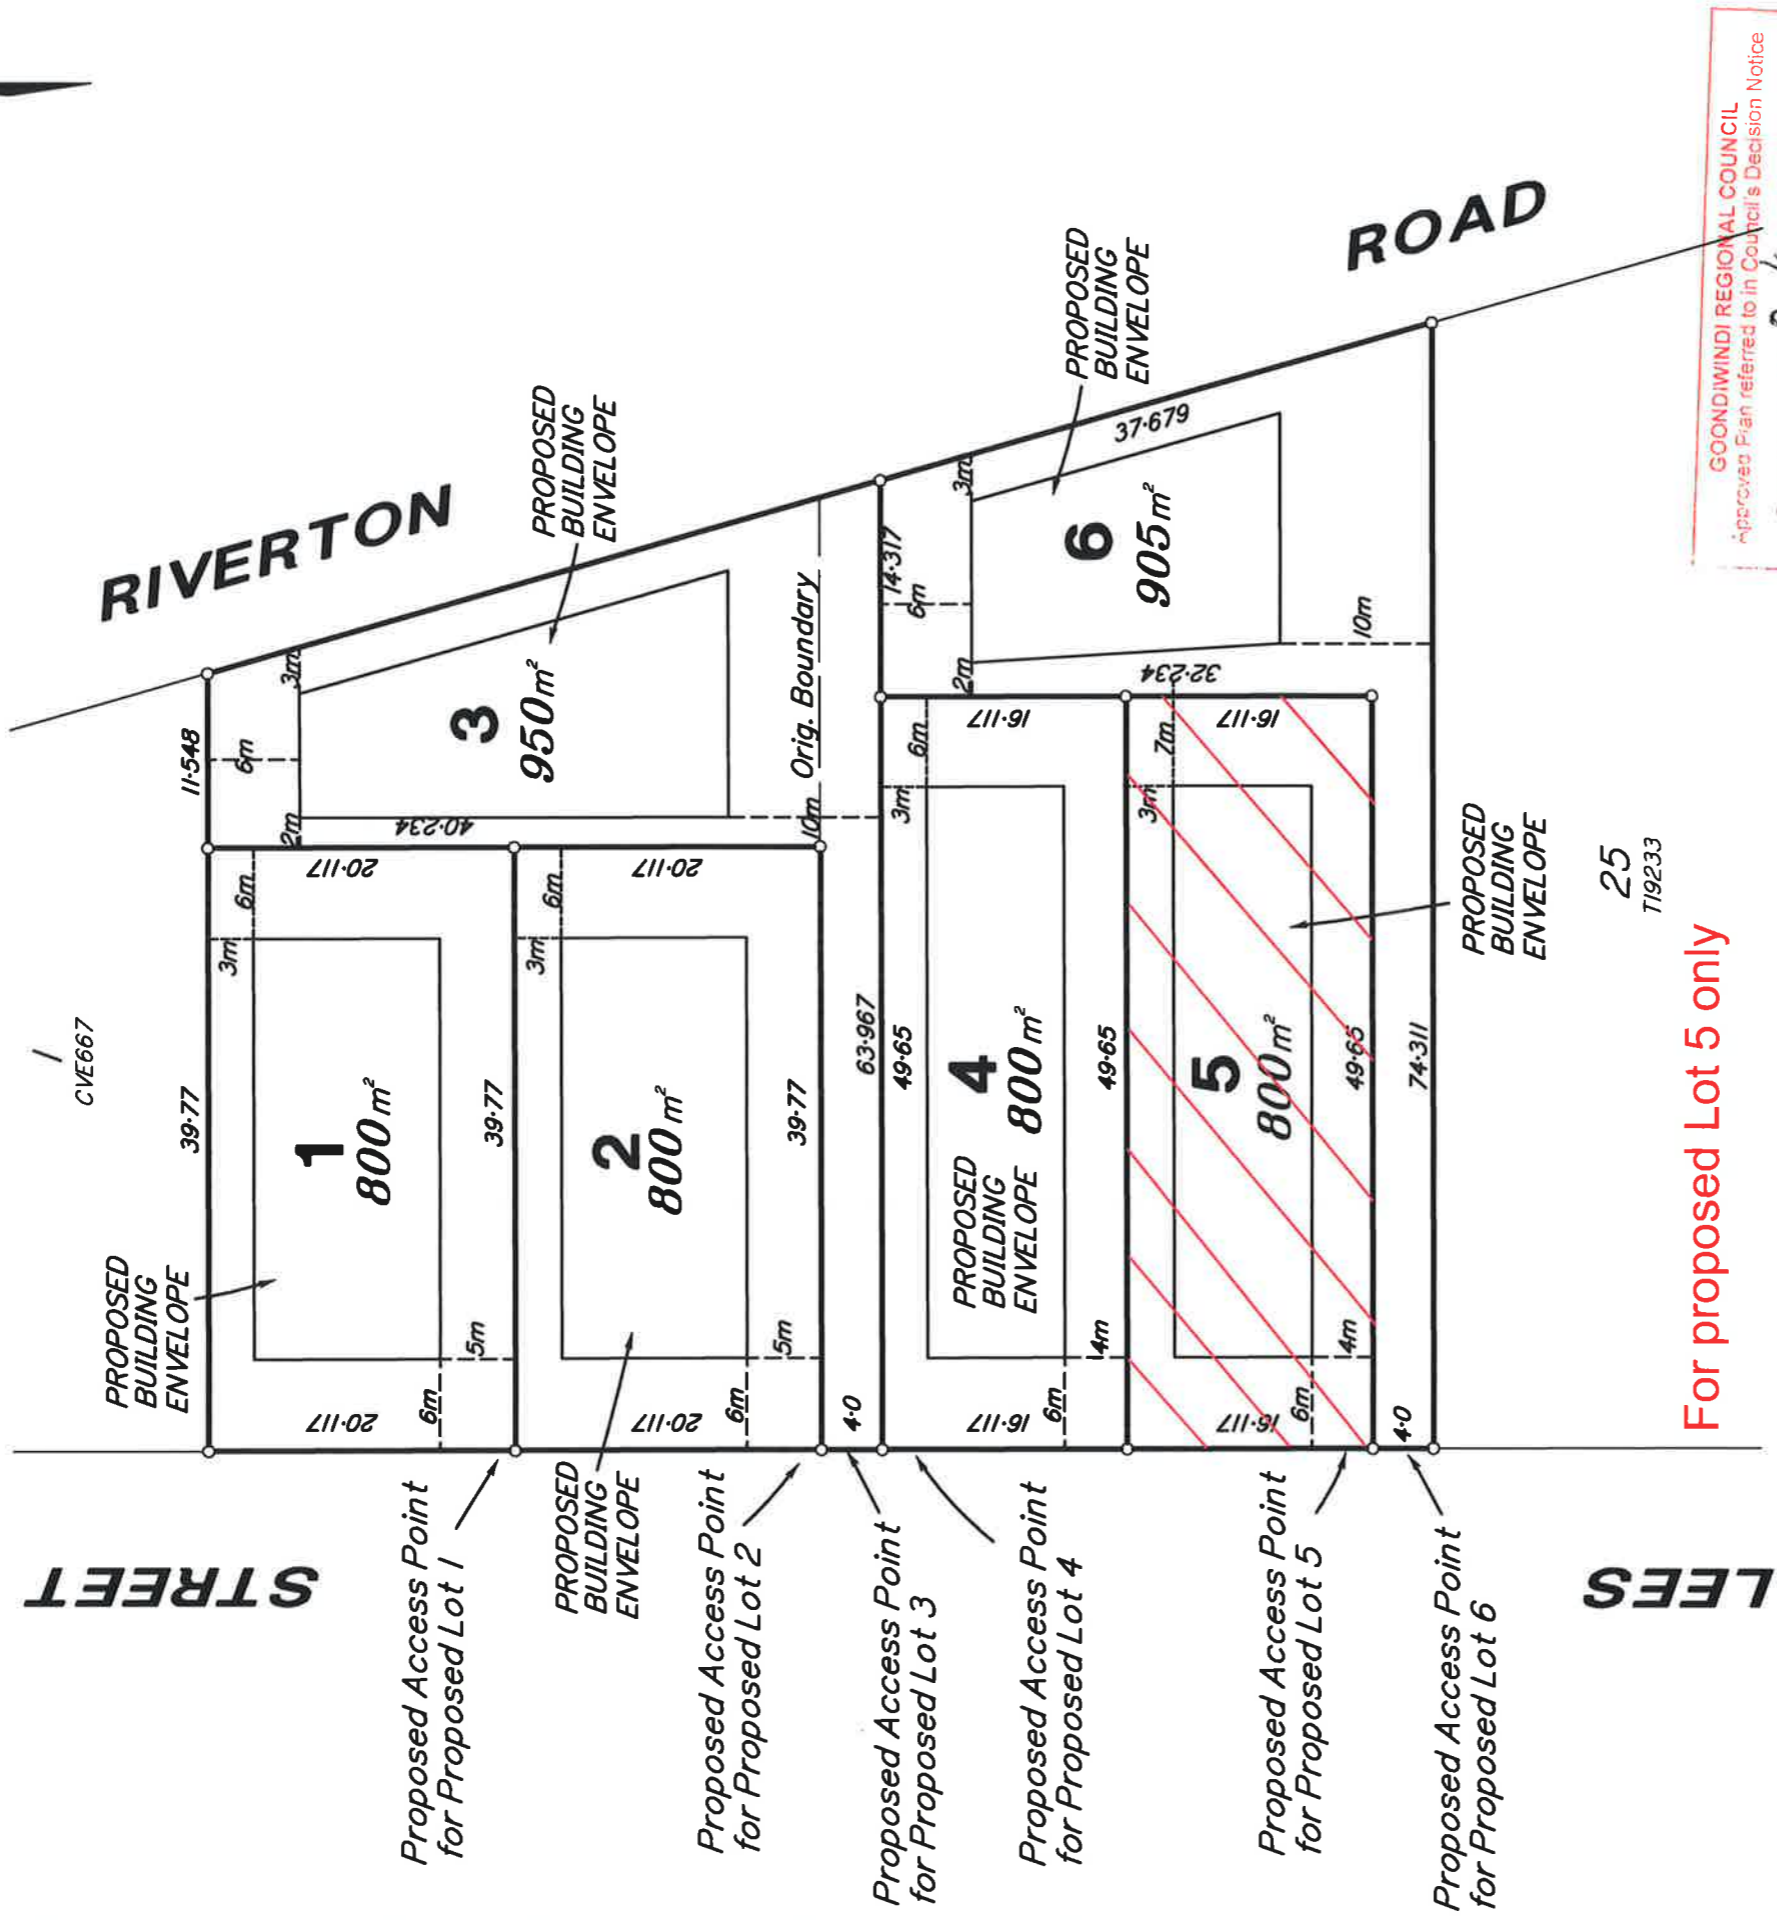 RIVERTON
ROAD
STREET
LEES
1
CVE667
39·77
11·548
PROPOSED
BUILDING
ENVELOPE
3m
6m
20·117
1
800m²
20·117
6m
5m
39·77
2m
6m
3m
40·234
3
950m²
PROPOSED
BUILDING
ENVELOPE
10m
Orig. Boundary
3m
6m
20·117
2
800m²
20·117
6m
5m
39·77
PROPOSED
BUILDING
ENVELOPE
4·0
63·967
14·317
49·65
3m
6m
16·117
4
800m²
PROPOSED
BUILDING
ENVELOPE
16·117
6m
4m
49·65
6m
2m
3m
32·234
6
905m²
37·679
10m
PROPOSED
BUILDING
ENVELOPE
3m
7m
16·117
5
800m²
16·117
6m
4m
49·65
PROPOSED
BUILDING
ENVELOPE
4·0
74·311
25
T19233
Proposed Access Point
for Proposed Lot 1
Proposed Access Point
for Proposed Lot 2
Proposed Access Point
for Proposed Lot 3
Proposed Access Point
for Proposed Lot 4
Proposed Access Point
for Proposed Lot 5
Proposed Access Point
for Proposed Lot 6
For proposed Lot 5 only
GOONDIWINDI REGIONAL COUNCIL
Approved Plan referred to in Council's Decision Notice